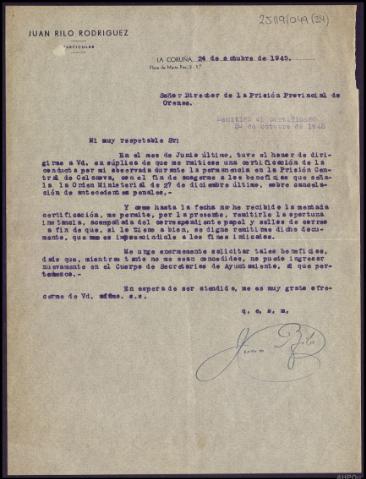 25119/049(34)
JUAN RILO RODRIGUEZ
PARTICULAR
LA CORUÑA, 24 de octubre de 1945.
Plaza de María Pita,
Señor Director de la Prisión Provincial de
Orense.
Remitido el certificado
24 de octubre de 1945
Mi muy respetable Sr:
En el mes de Junio último, tuve el honor de diri-
girme a Vd. en súplica de que me remitiese una certificación de la
conducta por mi observada durante la permanencia en la Prisión Cen-
tral de Celanova, con el fin de acogerme a los beneficios que seña-
la la Orden Ministerial de 27 de diciembre último, sobre cancela-
ción de antecedentes penales.-
Y como hasta la fecha no he recibido la mentada
certificación, me permito, por la presente, remitirle la oportuna
instancia, acompañada del correspondiente papel y sellos de correo
a fin de que, si lo tiene a bien, se digne remitirme dicho docu-
mento, que me es imprescindible a los fines indicados.
Me urge enormemente solicitar tales beneficios,
dado que, mientras tanto no me sean concedidos, no puedo ingresar
nuevamente en el Cuerpo de Secretarios de Ayuntamiento, al que per-
tenezco.-
En espera de ser atendido, me es muy grato ofre-
cerme de Vd. s.s.
q. e. s. m.
Juan Rilo